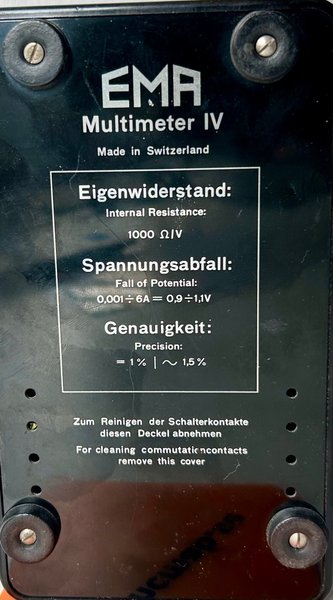 EMA
Multimeter IV
Made in Switzerland
Eigenwiderstand:
Internal Resistance:
1000 Ω/V
Spannungsabfall:
Fall of Potential:
0,001÷6A = 0,9÷1,1V
Genauigkeit:
Precision:
= 1% | ~ 1,5%
Zum Reinigen der Schalterkontakte
diesen Deckel abnehmen
For cleaning commutation contacts
remove this cover